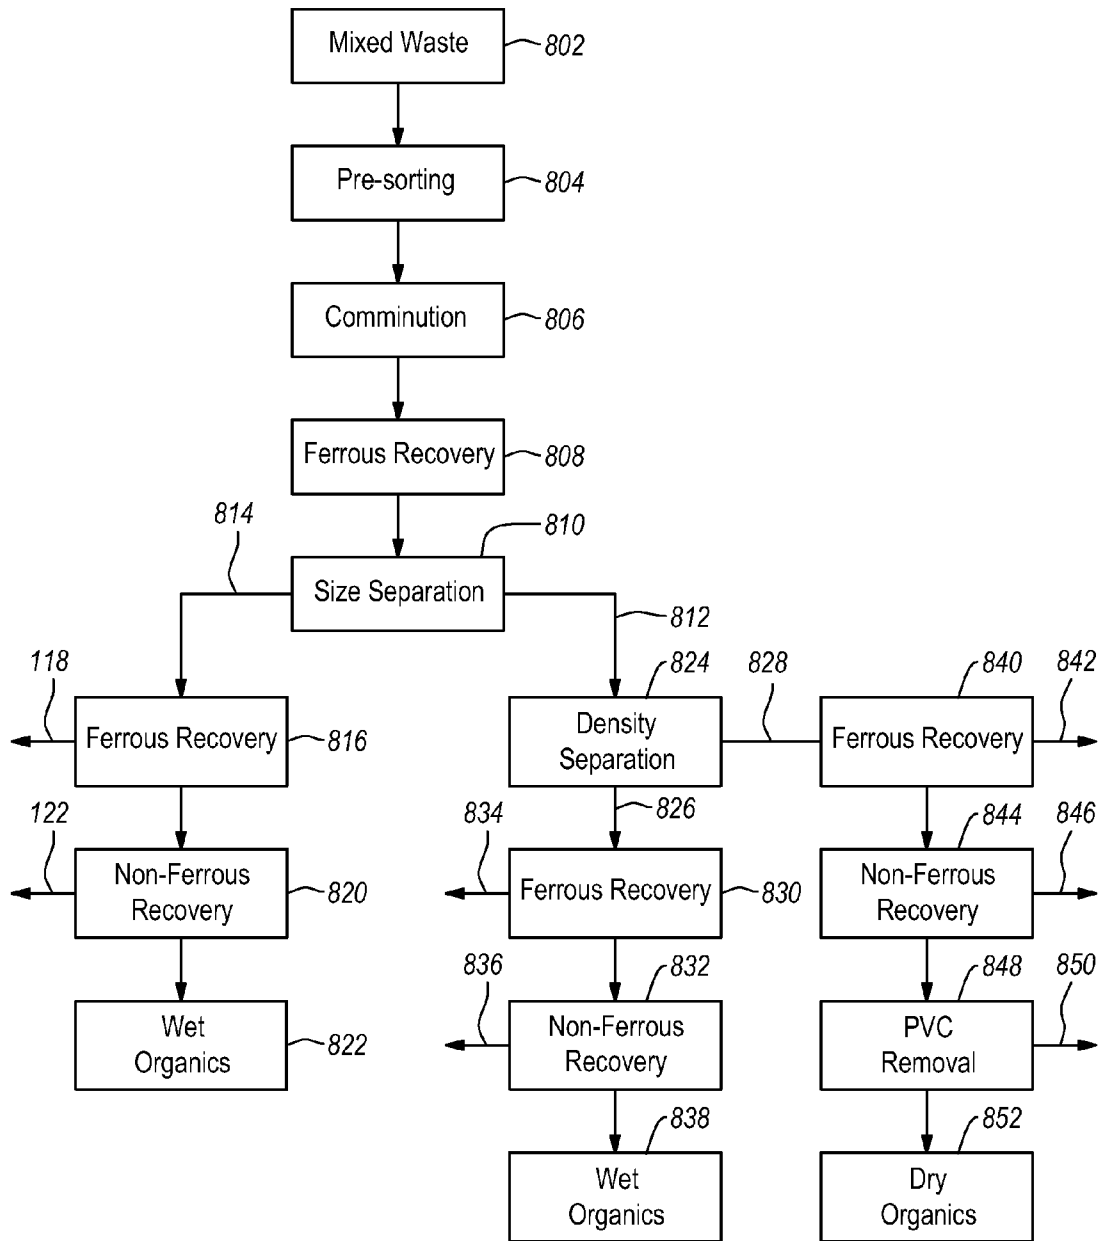 Mixed Waste
802
Pre-sorting
804
Comminution
806
Ferrous Recovery
808
814
810
Size Separation
812
118
824
828
840
842
Ferrous Recovery
816
Density
Separation
Ferrous Recovery
122
834
826
844
846
Non-Ferrous
Recovery
820
Ferrous Recovery
830
Non-Ferrous
Recovery
836
832
848
850
Wet
Organics
822
Non-Ferrous
Recovery
PVC
Removal
838
852
Wet
Organics
Dry
Organics